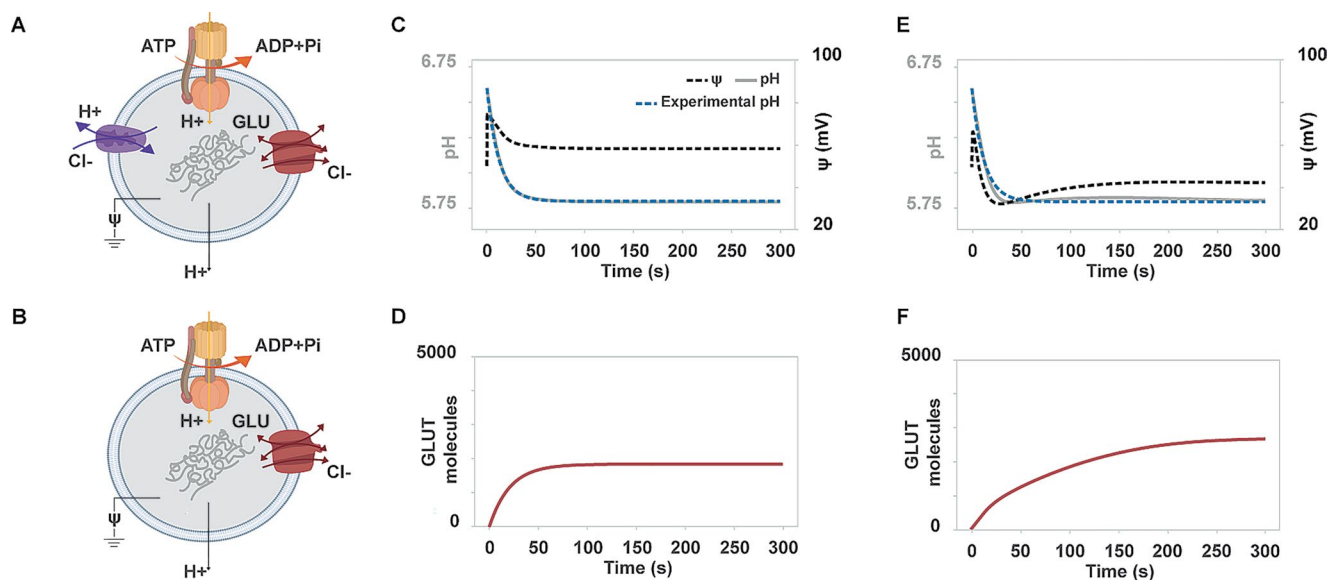 A
ATP
ADP+Pi
H+
Cl-
H+
GLU
Cl-
Ψ
H+
B
ATP
ADP+Pi
H+
GLU
Cl-
Ψ
H+
C
6.75
pH
5.75
Ψ
pH
Experimental pH
100
Ψ (mV)
20
0 50 100 150 200 250 300
Time (s)
D
5000
GLUT
molecules
0
0 50 100 150 200 250 300
Time (s)
E
6.75
pH
5.75
100
Ψ (mV)
20
0 50 100 150 200 250 300
Time (s)
F
5000
GLUT
molecules
0
0 50 100 150 200 250 300
Time (s)